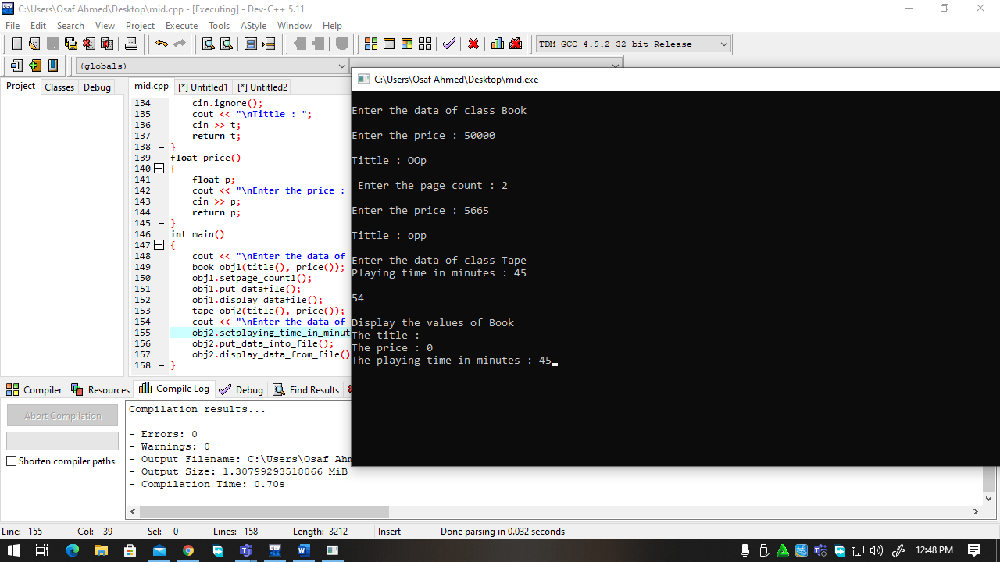 C:\Users\Osaf Ahmed\Desktop\mid.cpp - [Executing] - Dev-C++ 5.11
File Edit Search View Project Execute Tools AStyle Window Help
TDM-GCC 4.9.2 32-bit Release
(globals)
Project Classes Debug
mid.cpp [*] Untitled1 [*] Untitled2
134 cin.ignore();
135 cout << "\nTittle : ";
136 cin >> t;
137 return t;
138 }
139 float price()
140 {
141 float p;
142 cout << "\nEnter the price :
143 cin >> p;
144 return p;
145 }
146 int main()
147 {
148 cout << "\nEnter the data of
149 book obj1(title(), price());
150 obj1.setpage_count1();
151 obj1.put_datafile();
152 obj1.display_datafile();
153 tape obj2(title(), price());
154 cout << "\nEnter the data of
155 obj2.setplaying_time_in_minut
156 obj2.put_data_into_file();
157 obj2.display_data_from_file()
158 }
C:\Users\Osaf Ahmed\Desktop\mid.exe
Enter the data of class Book
Enter the price : 50000
Tittle : OOp
Enter the page count : 2
Enter the price : 5665
Tittle : opp
Enter the data of class Tape
Playing time in minutes : 45
54
Display the values of Book
The title :
The price : 0
The playing time in minutes : 45
Compiler Resources Compile Log Debug Find Results
Abort Compilation
Shorten compiler paths
Compilation results...
--------
- Errors: 0
- Warnings: 0
- Output Filename: C:\Users\Osaf Ahm
- Output Size: 1.30799293518066 MiB
- Compilation Time: 0.70s
Line: 155 Col: 39 Sel: 0 Lines: 158 Length: 3212 Insert Done parsing in 0.032 seconds
12:48 PM